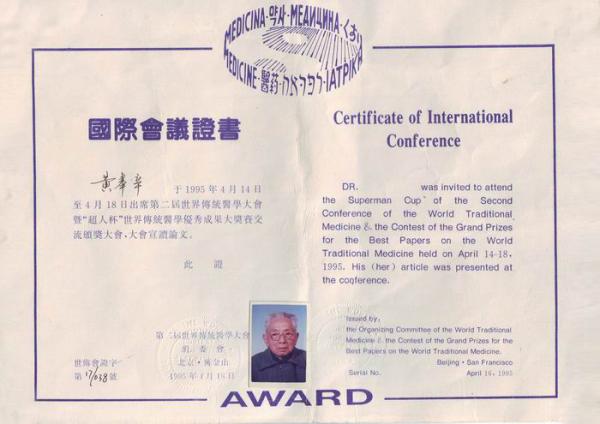 MEDICINA·약사·МЕДИЦИНА·くすり
MEDICINE·醫葯·רפואה·ΙΑΤΡΙΚΗ
國際會議證書
黃奉辛 于1995年4月14日
至4月18日出席第二屆世界傳統醫學大會
暨“超人杯”世界傳統醫學優秀成果大獎賽交
流頒獎大會、大會宣讀論文。
此證
第二屆世界傳統醫學大會
組委會
北京·舊金山
世傳會證字
第17/038號
1995年4月18日
Certificate of International
Conference
DR. was invited to attend
the Superman Cup of the Second
Conference of the World Traditional
Medicine & the Contest of the Grand Prizes
for the Best Papers on the World
Traditional Medicine held on April 14-18,
1995. His (her) article was presented at
the conference.
Issued by:
the Organizing Committee of the World Traditional
Medicine & the Contest of the Grand Prizes for the
Best Papers on the World Traditional Medicine.
Beijing · San Francisco
Serial No. April 16, 1995
AWARD